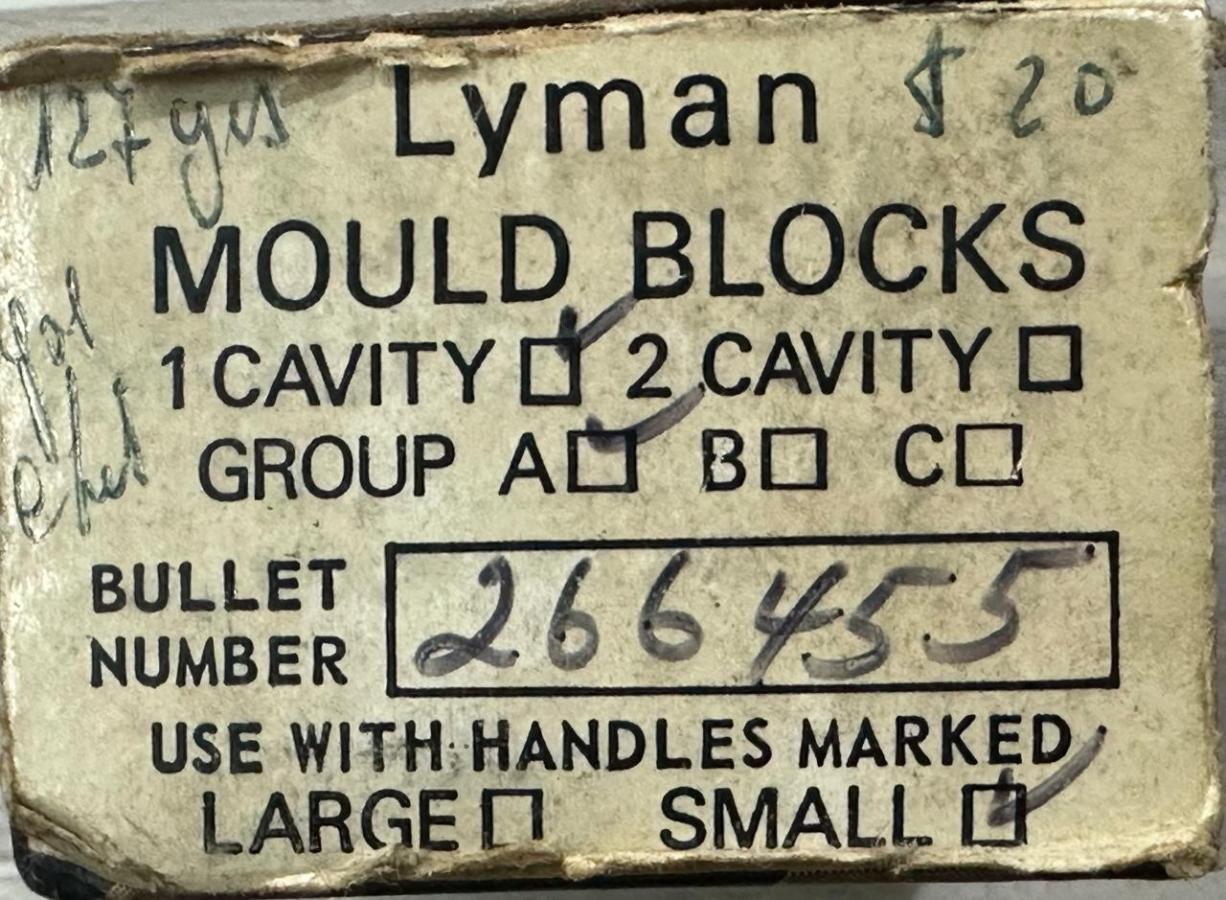 127 grs Lyman $ 20
MOULD BLOCKS
1 CAVITY 2 CAVITY
GROUP A B C
BULLET NUMBER 266455
USE WITH HANDLES MARKED
LARGE SMALL